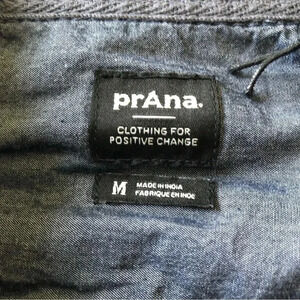 prAna.
CLOTHING FOR
POSITIVE CHANGE
M
MADE IN INDIA
FABRIQUE EN INDE